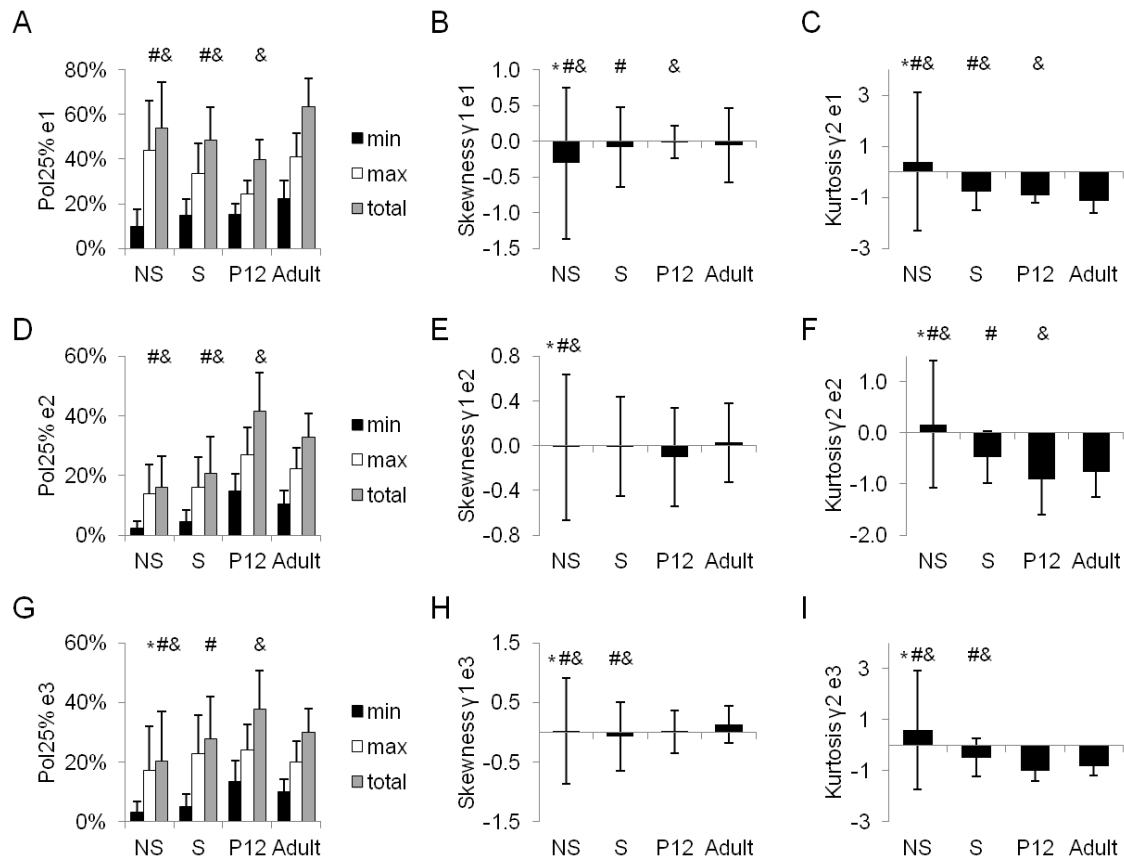 A
#& #& &
80%
60%
40%
20%
0%
Pol25% e1
NS S P12 Adult
min
max
total
B
*#& # &
1.0
0.5
0.0
-0.5
-1.0
-1.5
Skewness γ1 e1
NS S P12 Adult
C
*#& #& &
3
1
-1
-3
Kurtosis γ2 e1
NS S P12 Adult
D
#& #& &
60%
40%
20%
0%
Pol25% e2
NS S P12 Adult
min
max
total
E
*#&
0.8
0.4
0.0
-0.4
-0.8
Skewness γ1 e2
NS S P12 Adult
F
*#& # &
1.0
0.0
-1.0
-2.0
Kurtosis γ2 e2
NS S P12 Adult
G
*#& # &
60%
40%
20%
0%
Pol25% e3
NS S P12 Adult
min
max
total
H
*#& #&
1.5
0.5
-0.5
-1.5
Skewness γ1 e3
NS S P12 Adult
I
*#& #&
3
1
-1
-3
Kurtosis γ2 e3
NS S P12 Adult